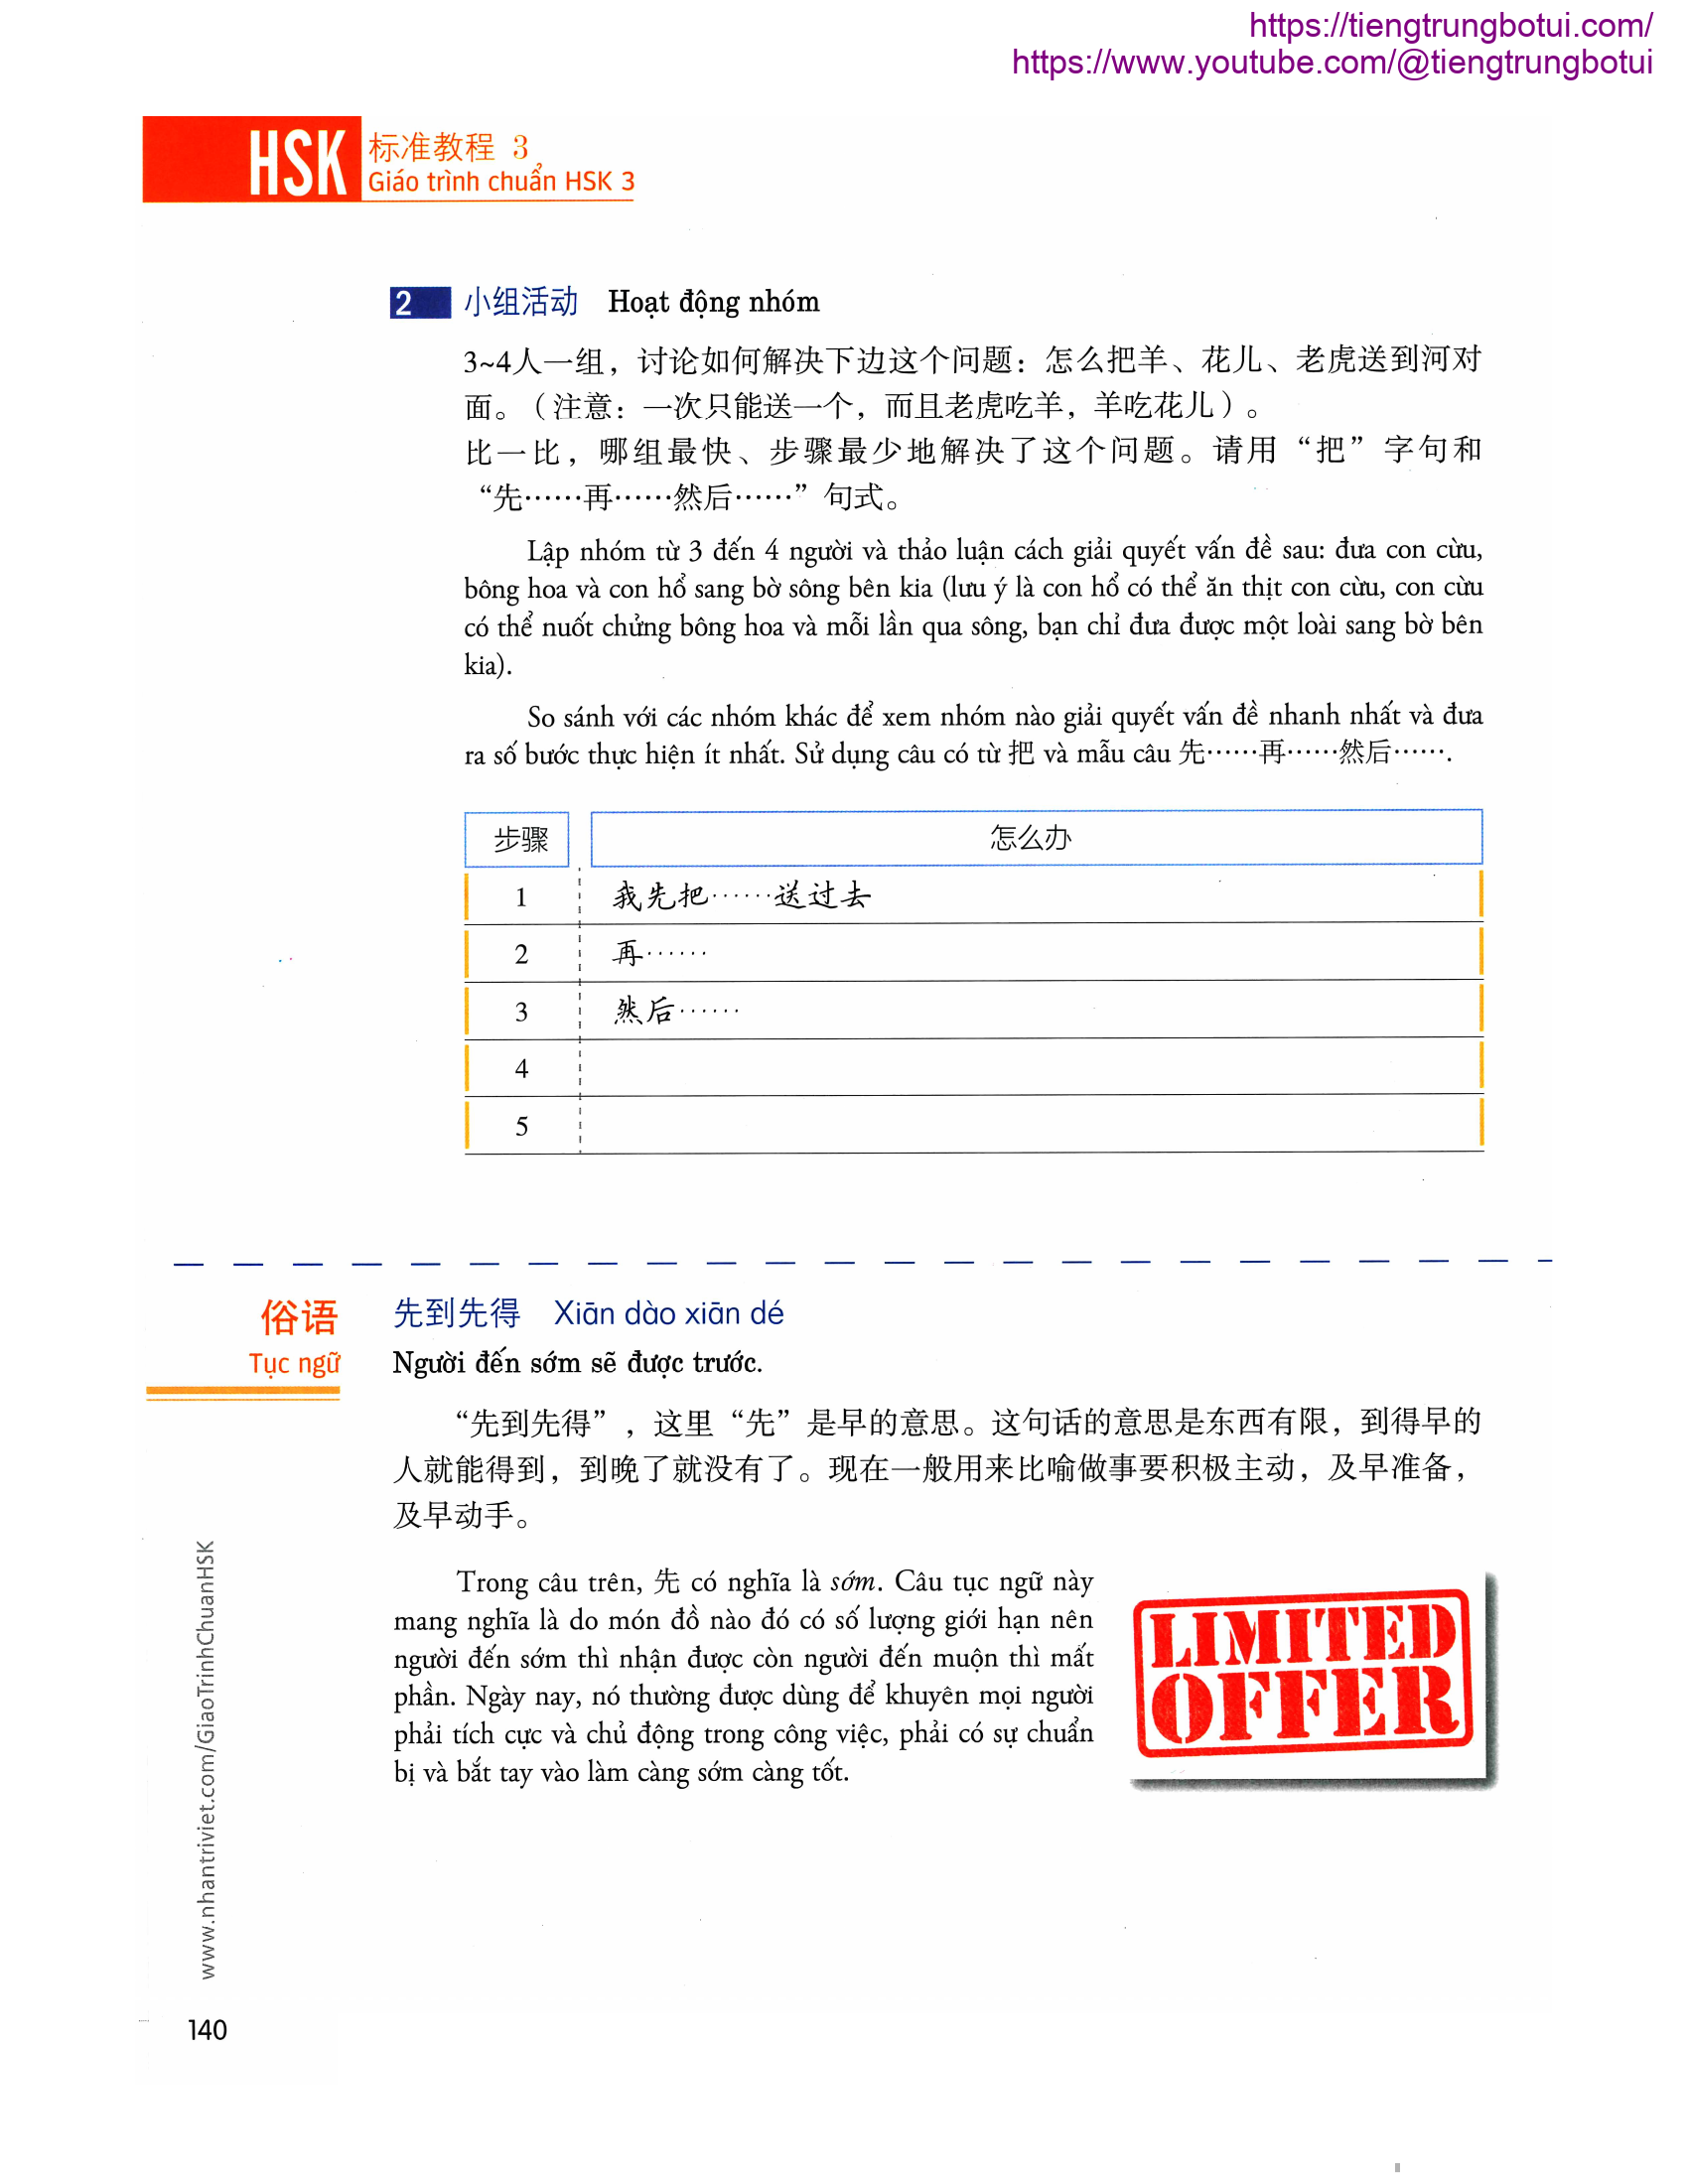 https://tiengtrungbotui.com/
https://www.youtube.com/@tiengtrungbotui
HSK 标准教程 3
Giáo trình chuẩn HSK 3
2 小组活动 Hoạt động nhóm
3~4人一组，讨论如何解决下边这个问题：怎么把羊、花儿、老虎送到河对
面。（注意：一次只能送一个，而且老虎吃羊，羊吃花儿）。
比一比，哪组最快、步骤最少地解决了这个问题。请用“把”字句和
“先……再……然后……”句式。
Lập nhóm từ 3 đến 4 người và thảo luận cách giải quyết vấn đề sau: đưa con cừu,
bông hoa và con hổ sang bờ sông bên kia (lưu ý là con hổ có thể ăn thịt con cừu, con cừu
có thể nuốt chửng bông hoa và mỗi lần qua sông, bạn chỉ đưa được một loài sang bờ bên
kia).
So sánh với các nhóm khác để xem nhóm nào giải quyết vấn đề nhanh nhất và đưa
ra số bước thực hiện ít nhất. Sử dụng câu có từ 把 và mẫu câu 先……再……然后…….
步骤 怎么办
1 我先把……送过去
2 再……
3 然后……
4
5
俗语
Tục ngữ
先到先得 Xiān dào xiān dé
Người đến sớm sẽ được trước.
“先到先得”，这里“先”是早的意思。这句话的意思是东西有限，到得早的
人就能得到，到晚了就没有了。现在一般用来比喻做事要积极主动，及早准备，
及早动手。
Trong câu trên, 先 có nghĩa là sớm. Câu tục ngữ này
mang nghĩa là do món đồ nào đó có số lượng giới hạn nên
người đến sớm thì nhận được còn người đến muộn thì mất
phần. Ngày nay, nó thường được dùng để khuyên mọi người
phải tích cực và chủ động trong công việc, phải có sự chuẩn
bị và bắt tay vào làm càng sớm càng tốt.
LIMITED
OFFER
www.nhantriviet.com/GiaoTrinhChuanHSK
140